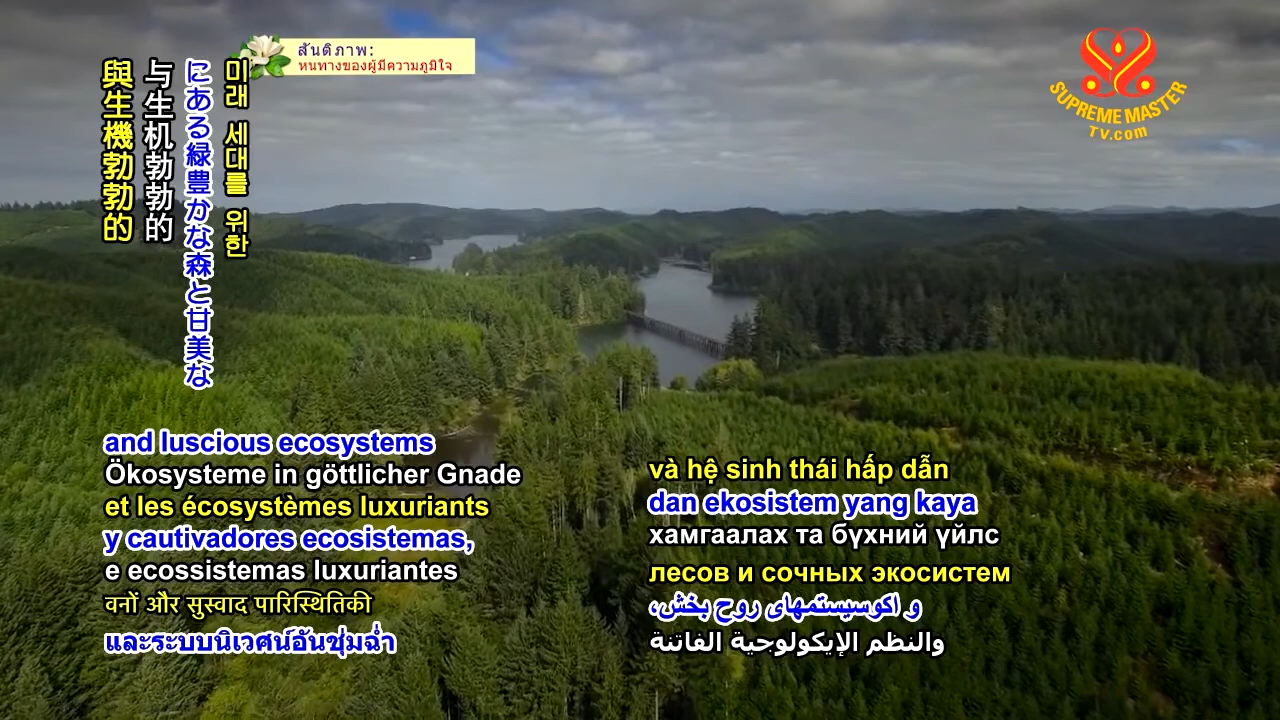 สันติภาพ:
หนทางของผู้มีความภูมิใจ
SUPREME MASTER
TV.com
與生機勃勃的
与生机勃勃的
にある緑豊かな森と甘美な
미래 세대를 위한
and luscious ecosystems
Ökosysteme in göttlicher Gnade
et les écosystèmes luxuriants
y cautivadores ecosistemas,
e ecossistemas luxuriantes
वनों और सुस्वाद पारिस्थितिकी
และระบบนิเวศน์อันชุ่มฉ่ำ
và hệ sinh thái hấp dẫn
dan ekosistem yang kaya
хамгаалах та бүхний үйлс
лесов и сочных экосистем
و اکوسیستمهای روح بخش،
والنظم الإيكولوجية الفاتنة